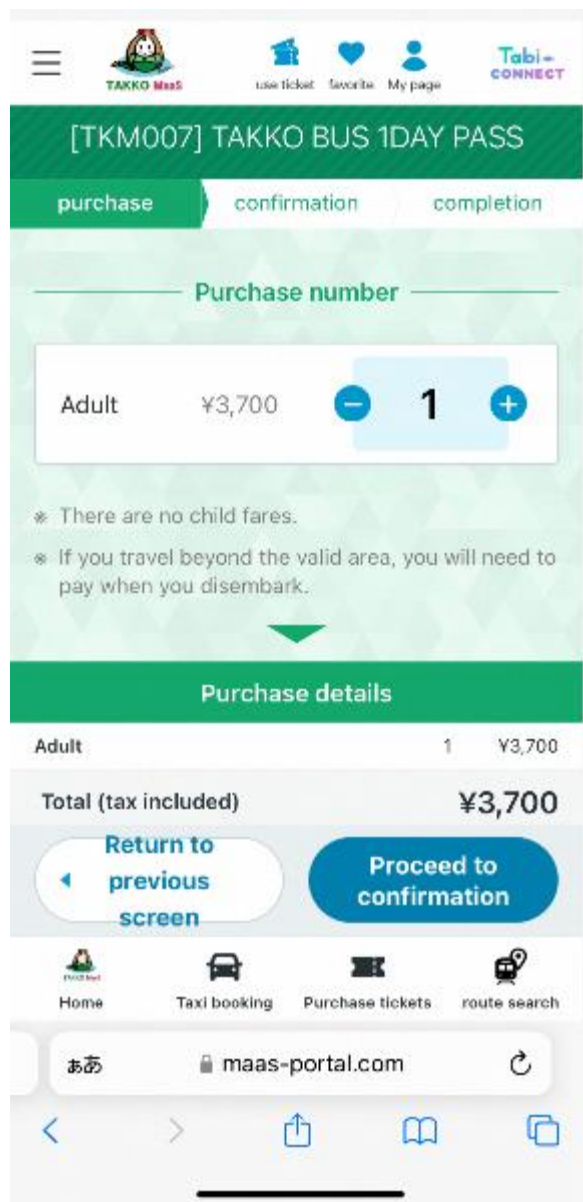 TAKKO MaaS
use ticket favorite My page
Tabi-
CONNECT
[TKM007] TAKKO BUS 1DAY PASS
purchase confirmation completion
Purchase number
Adult ¥3,700 1
※ There are no child fares.
※ If you travel beyond the valid area, you will need to
pay when you disembark.
Purchase details
Adult 1 ¥3,700
Total (tax included) ¥3,700
Return to
previous
screen
Proceed to
confirmation
Home Taxi booking Purchase tickets route search
ぁあ maas-portal.com